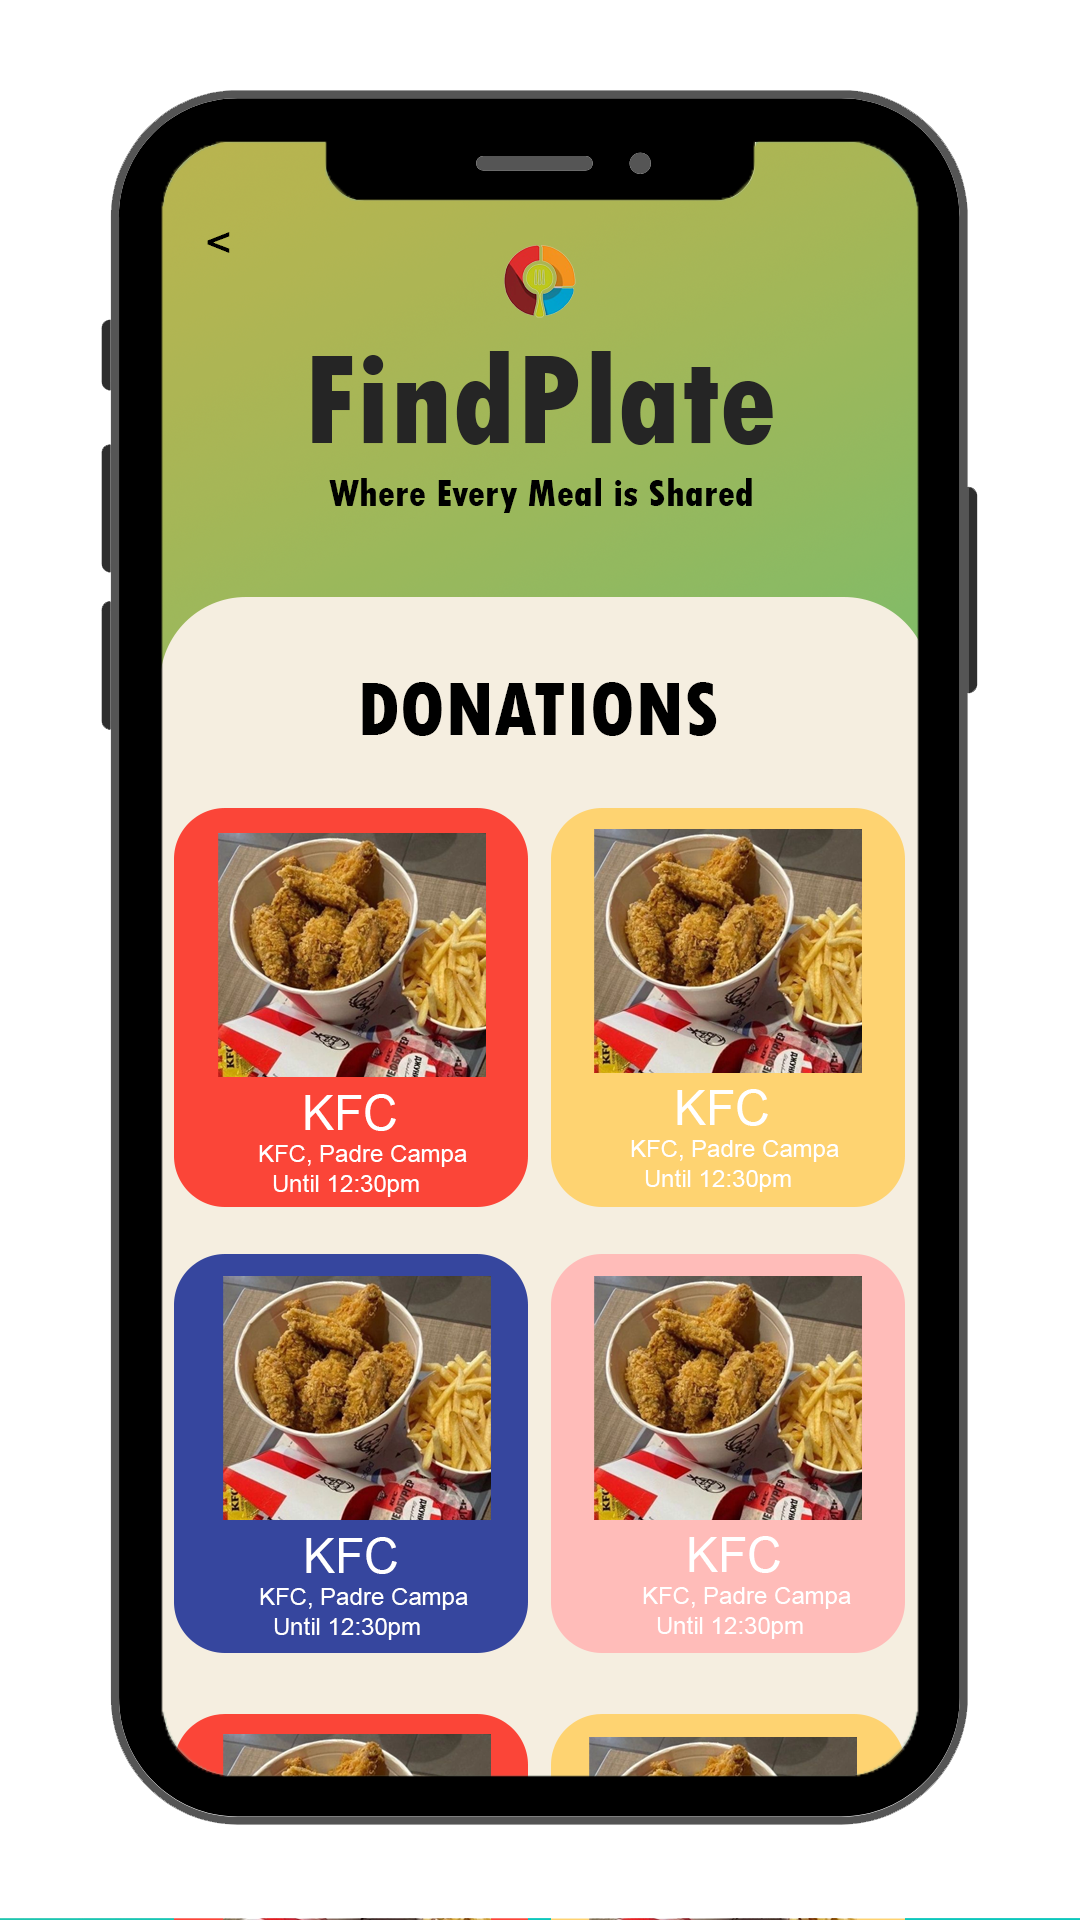 <
FindPlate
Where Every Meal is Shared
DONATIONS
KFC
KFC, Padre Campa
Until 12:30pm
KFC
KFC, Padre Campa
Until 12:30pm
KFC
KFC, Padre Campa
Until 12:30pm
KFC
KFC, Padre Campa
Until 12:30pm